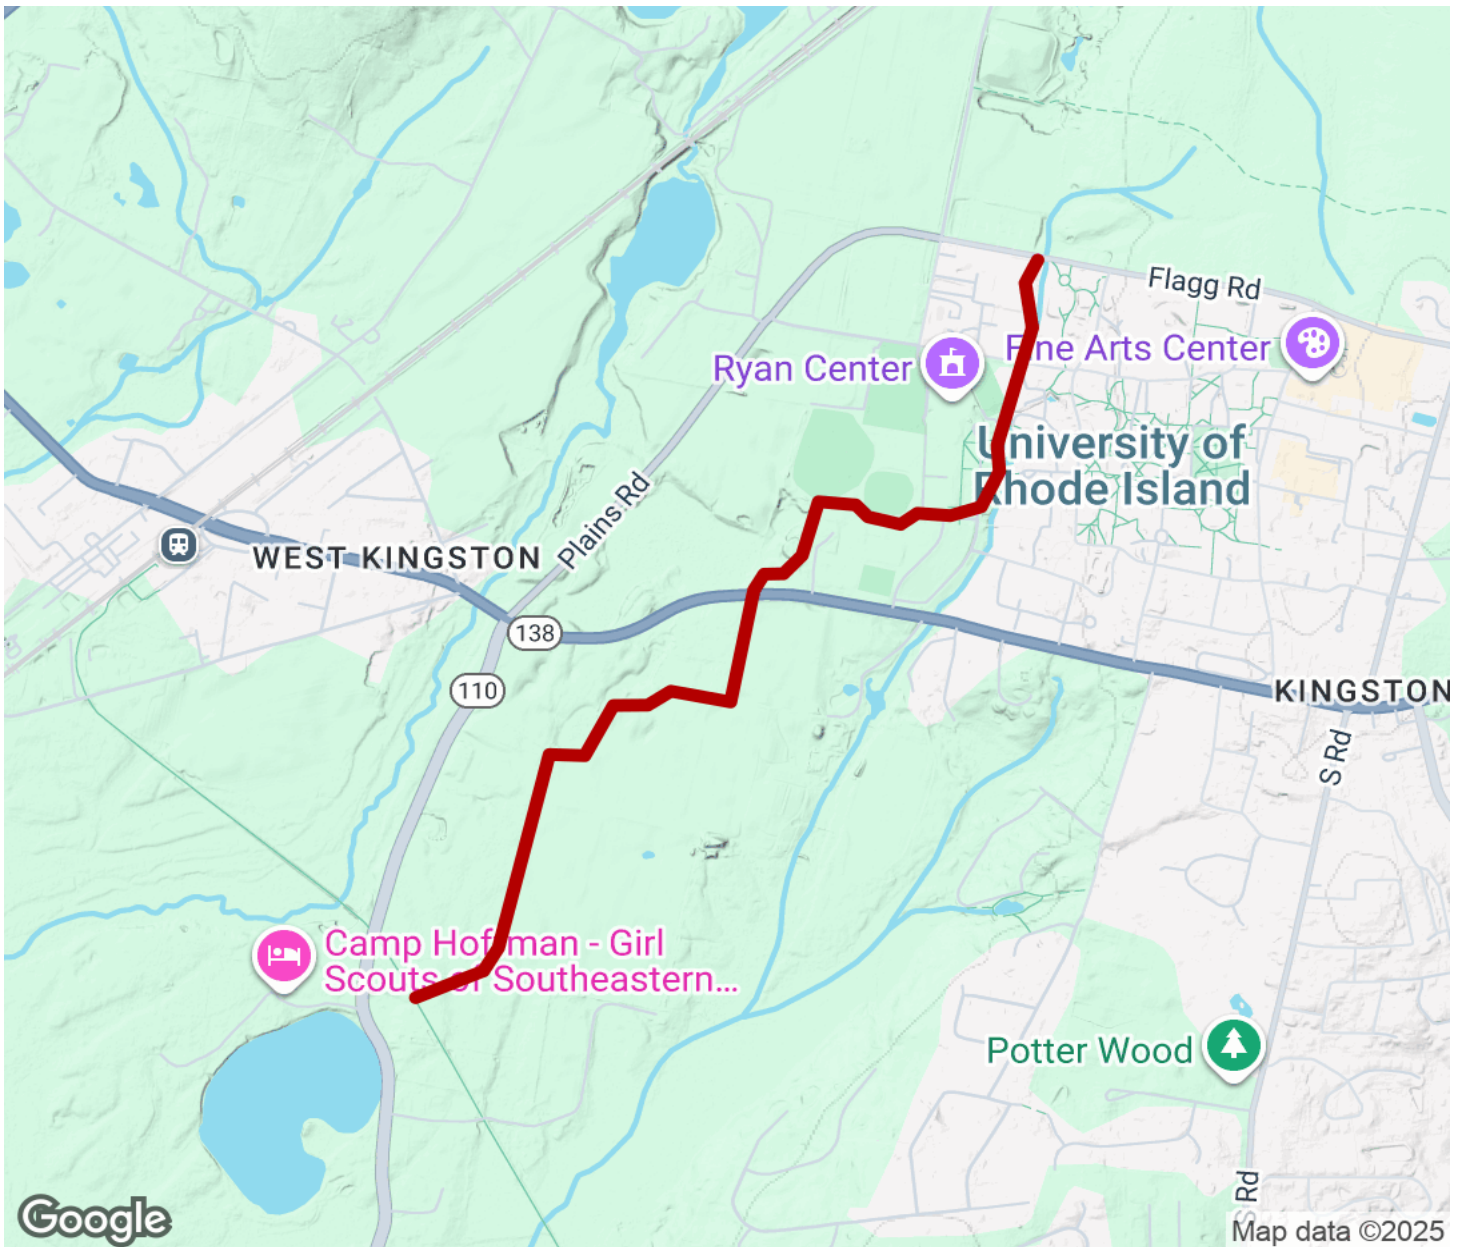 Flagg Rd
Fine Arts Center
Ryan Center
University of
Rhode Island
Plains Rd
WEST KINGSTON
138
110
KINGSTON
S Rd
Camp Hoffman - Girl
Scouts of Southeastern...
Potter Wood
S Rd
Google
Map data ©2025